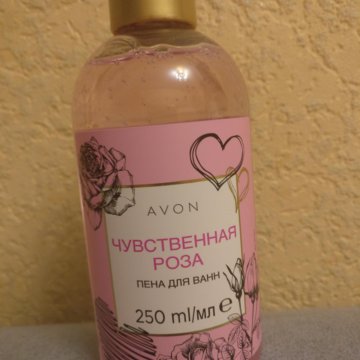 AVON
ЧУВСТВЕННАЯ
РОЗА
ПЕНА ДЛЯ ВАНН
250 ml/мл ℮